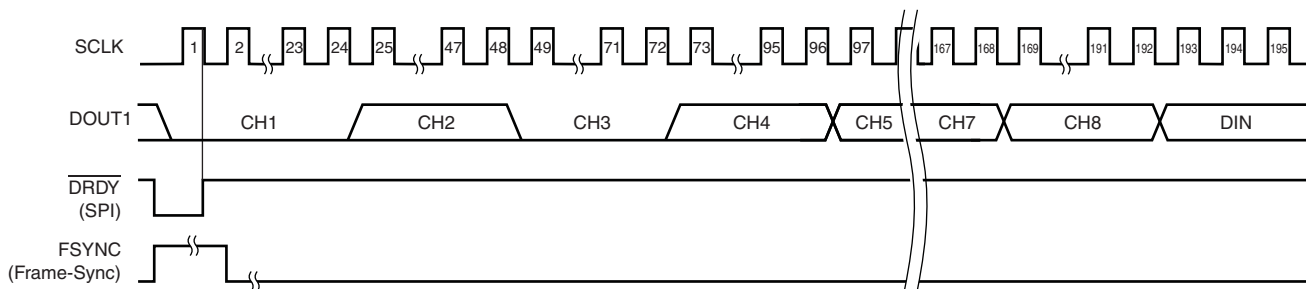 SCLK 1 2 23 24 25 47 48 49 71 72 73 95 96 97 167 168 169 191 192 193 194 195
DOUT1 CH1 CH2 CH3 CH4 CH5 CH7 CH8 DIN
DRDY
(SPI)
FSYNC
(Frame-Sync)